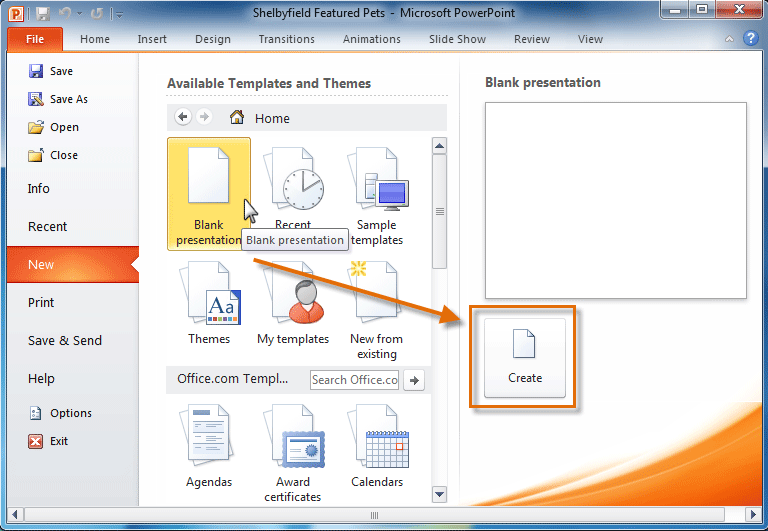 Shelbyfield Featured Pets - Microsoft PowerPoint
File Home Insert Design Transitions Animations Slide Show Review View
Save
Save As
Open
Close
Info
Recent
New
Print
Save & Send
Help
Options
Exit
Available Templates and Themes
Home
Blank
presentation
Recent
Sample
templates
Blank presentation
Themes
My templates
New from
existing
Office.com Templ...
Search Office.co
Agendas
Award
certificates
Calendars
Blank presentation
Create